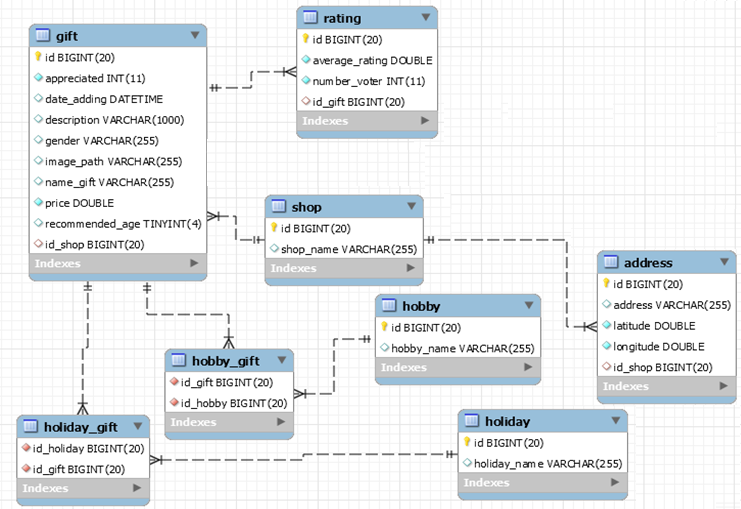 gift
id BIGINT(20)
appreciated INT(11)
date_adding DATETIME
description VARCHAR(1000)
gender VARCHAR(255)
image_path VARCHAR(255)
name_gift VARCHAR(255)
price DOUBLE
recommended_age TINYINT(4)
id_shop BIGINT(20)
Indexes
rating
id BIGINT(20)
average_rating DOUBLE
number_voter INT(11)
id_gift BIGINT(20)
Indexes
shop
id BIGINT(20)
shop_name VARCHAR(255)
Indexes
address
id BIGINT(20)
address VARCHAR(255)
latitude DOUBLE
longitude DOUBLE
id_shop BIGINT(20)
Indexes
hobby
id BIGINT(20)
hobby_name VARCHAR(255)
Indexes
hobby_gift
id_gift BIGINT(20)
id_hobby BIGINT(20)
Indexes
holiday_gift
id_holiday BIGINT(20)
id_gift BIGINT(20)
Indexes
holiday
id BIGINT(20)
holiday_name VARCHAR(255)
Indexes